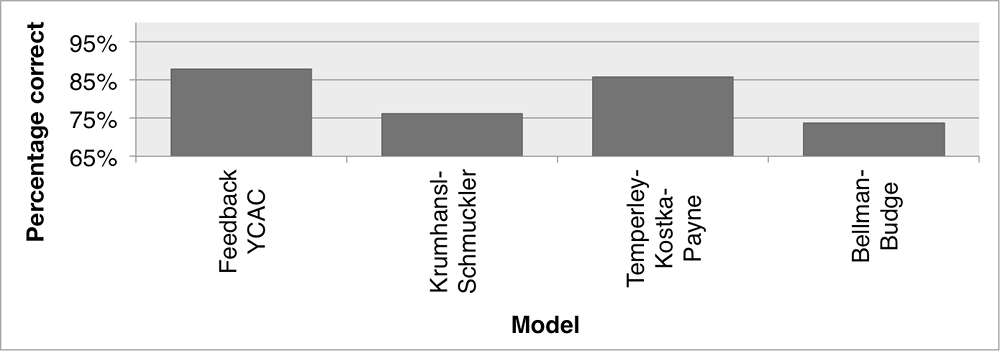 Percentage correct
95%
85%
75%
65%
Feedback
YCAC
Krumhansl-
Schmuckler
Temperley-
Kostka-
Payne
Bellman-
Budge
Model